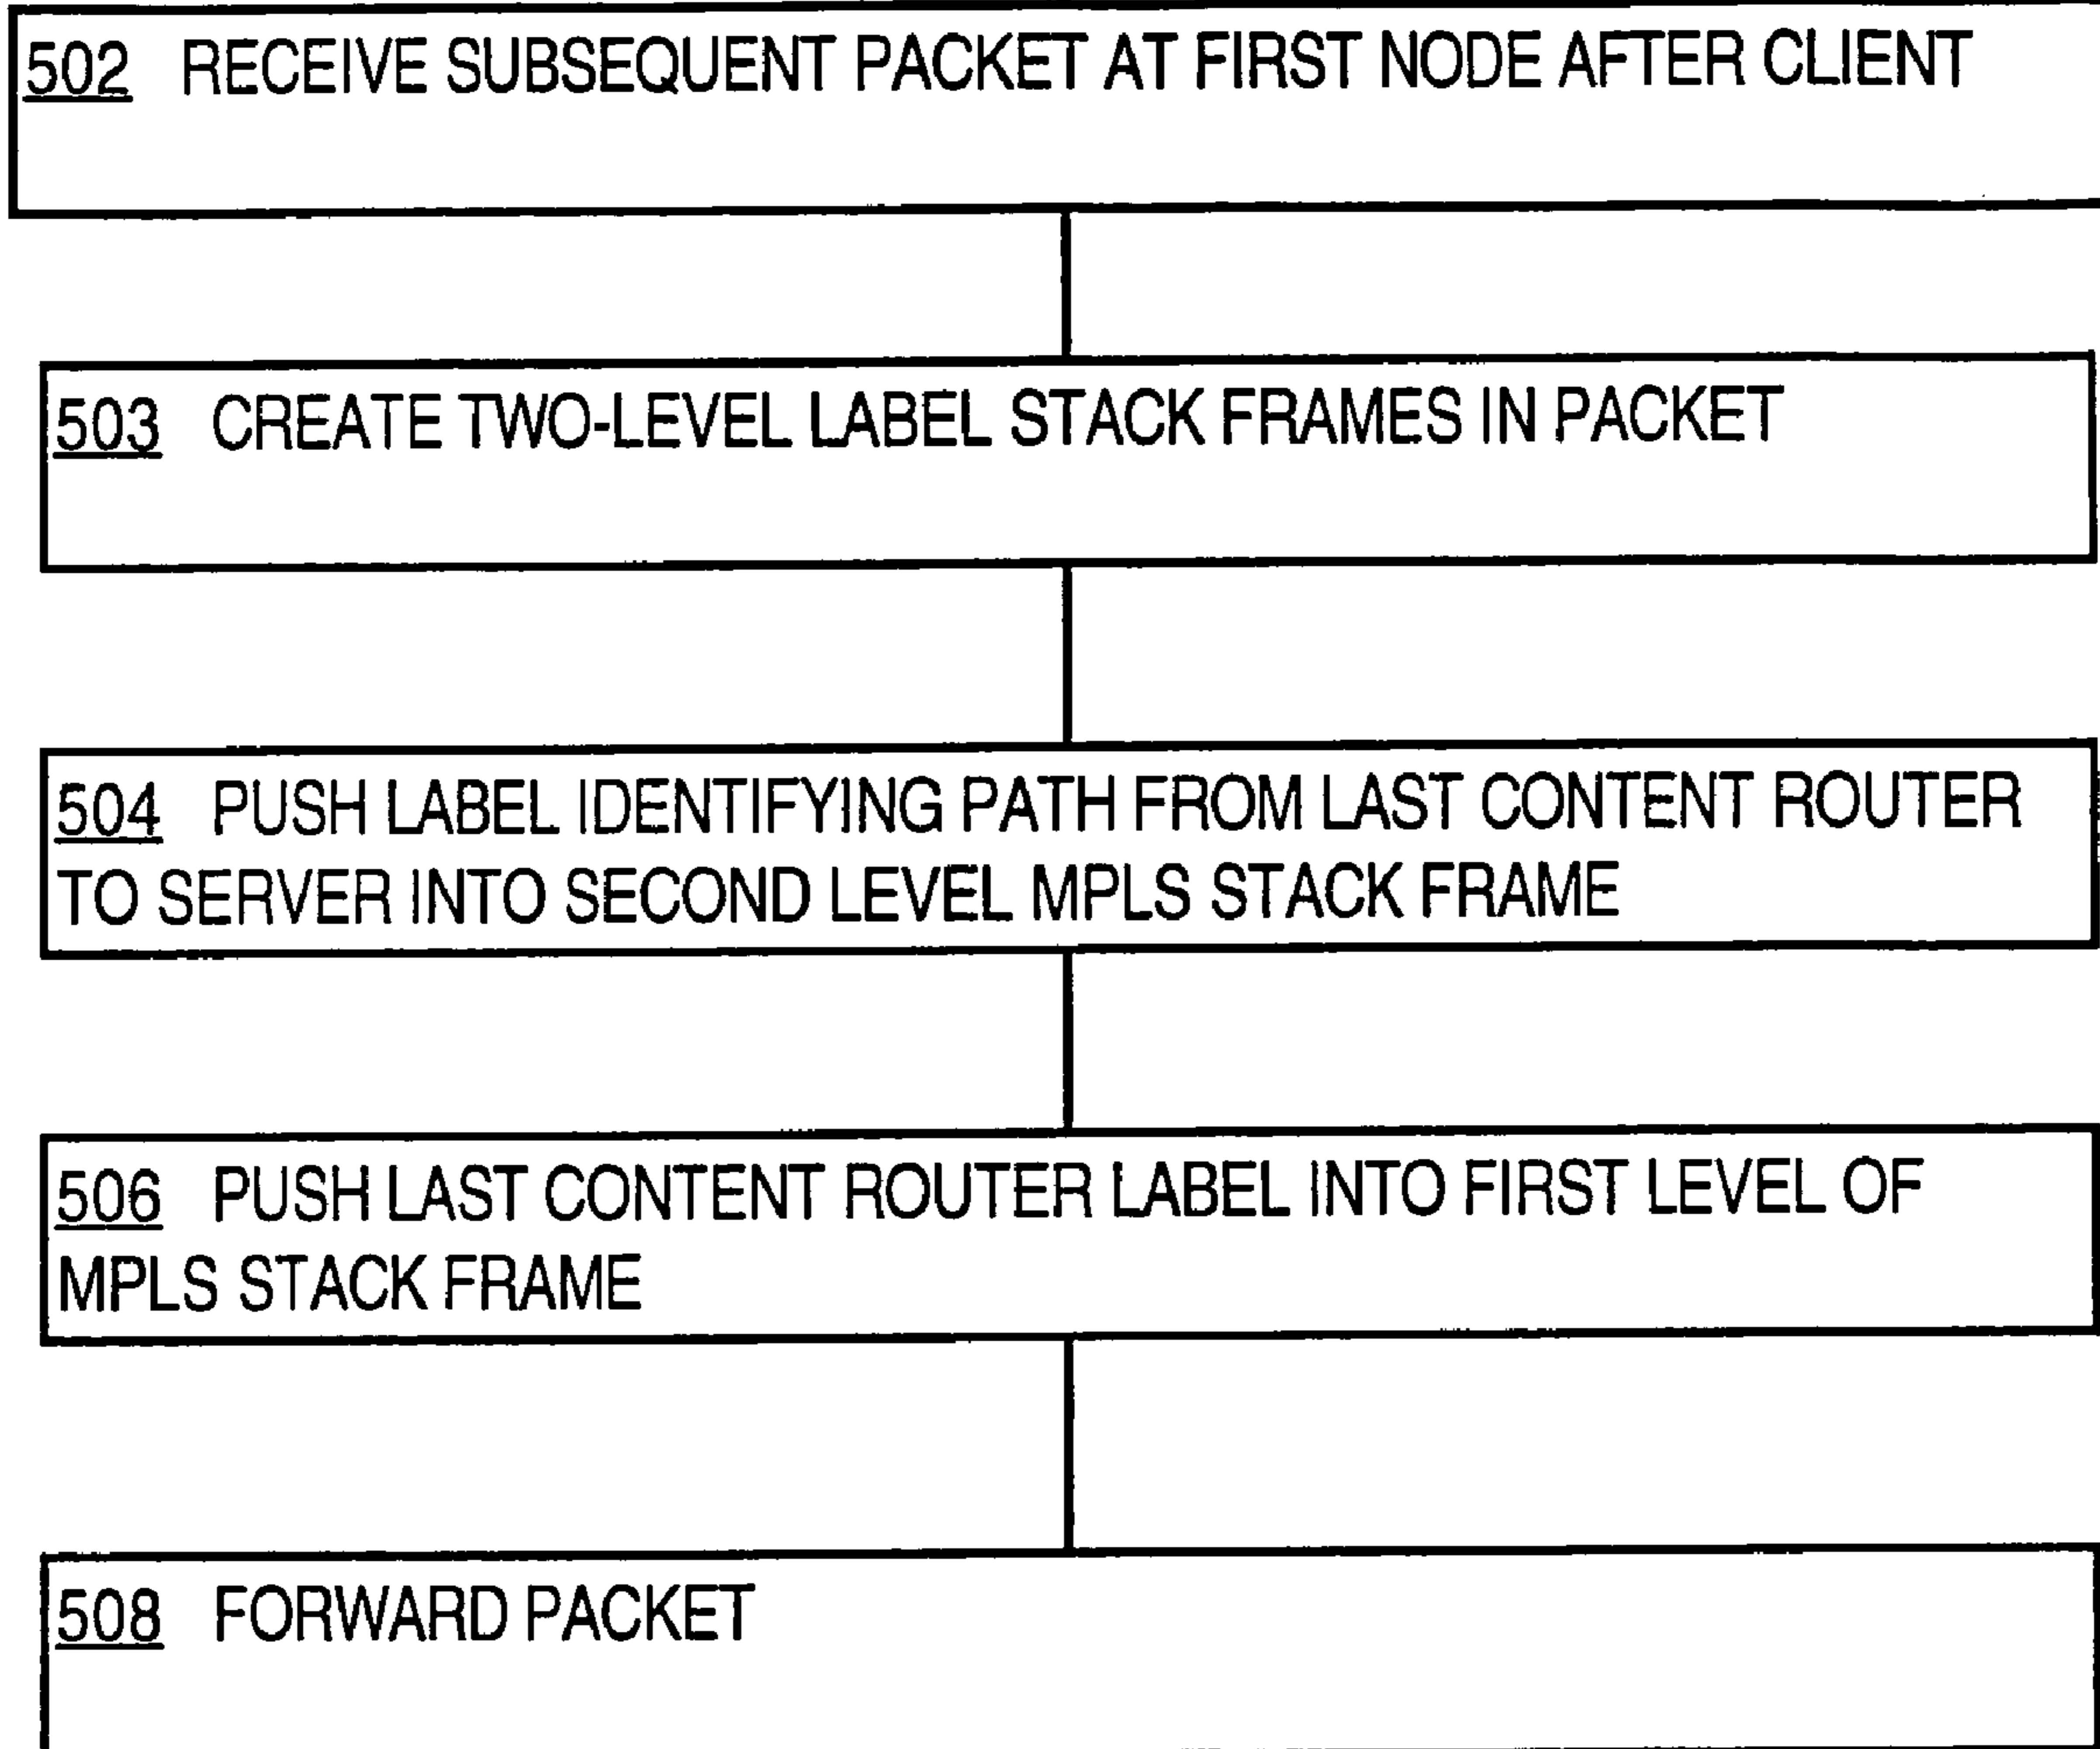 502 RECEIVE SUBSEQUENT PACKET AT FIRST NODE AFTER CLIENT
503 CREATE TWO-LEVEL LABEL STACK FRAMES IN PACKET
504 PUSH LABEL IDENTIFYING PATH FROM LAST CONTENT ROUTER
TO SERVER INTO SECOND LEVEL MPLS STACK FRAME
506 PUSH LAST CONTENT ROUTER LABEL INTO FIRST LEVEL OF
MPLS STACK FRAME
508 FORWARD PACKET